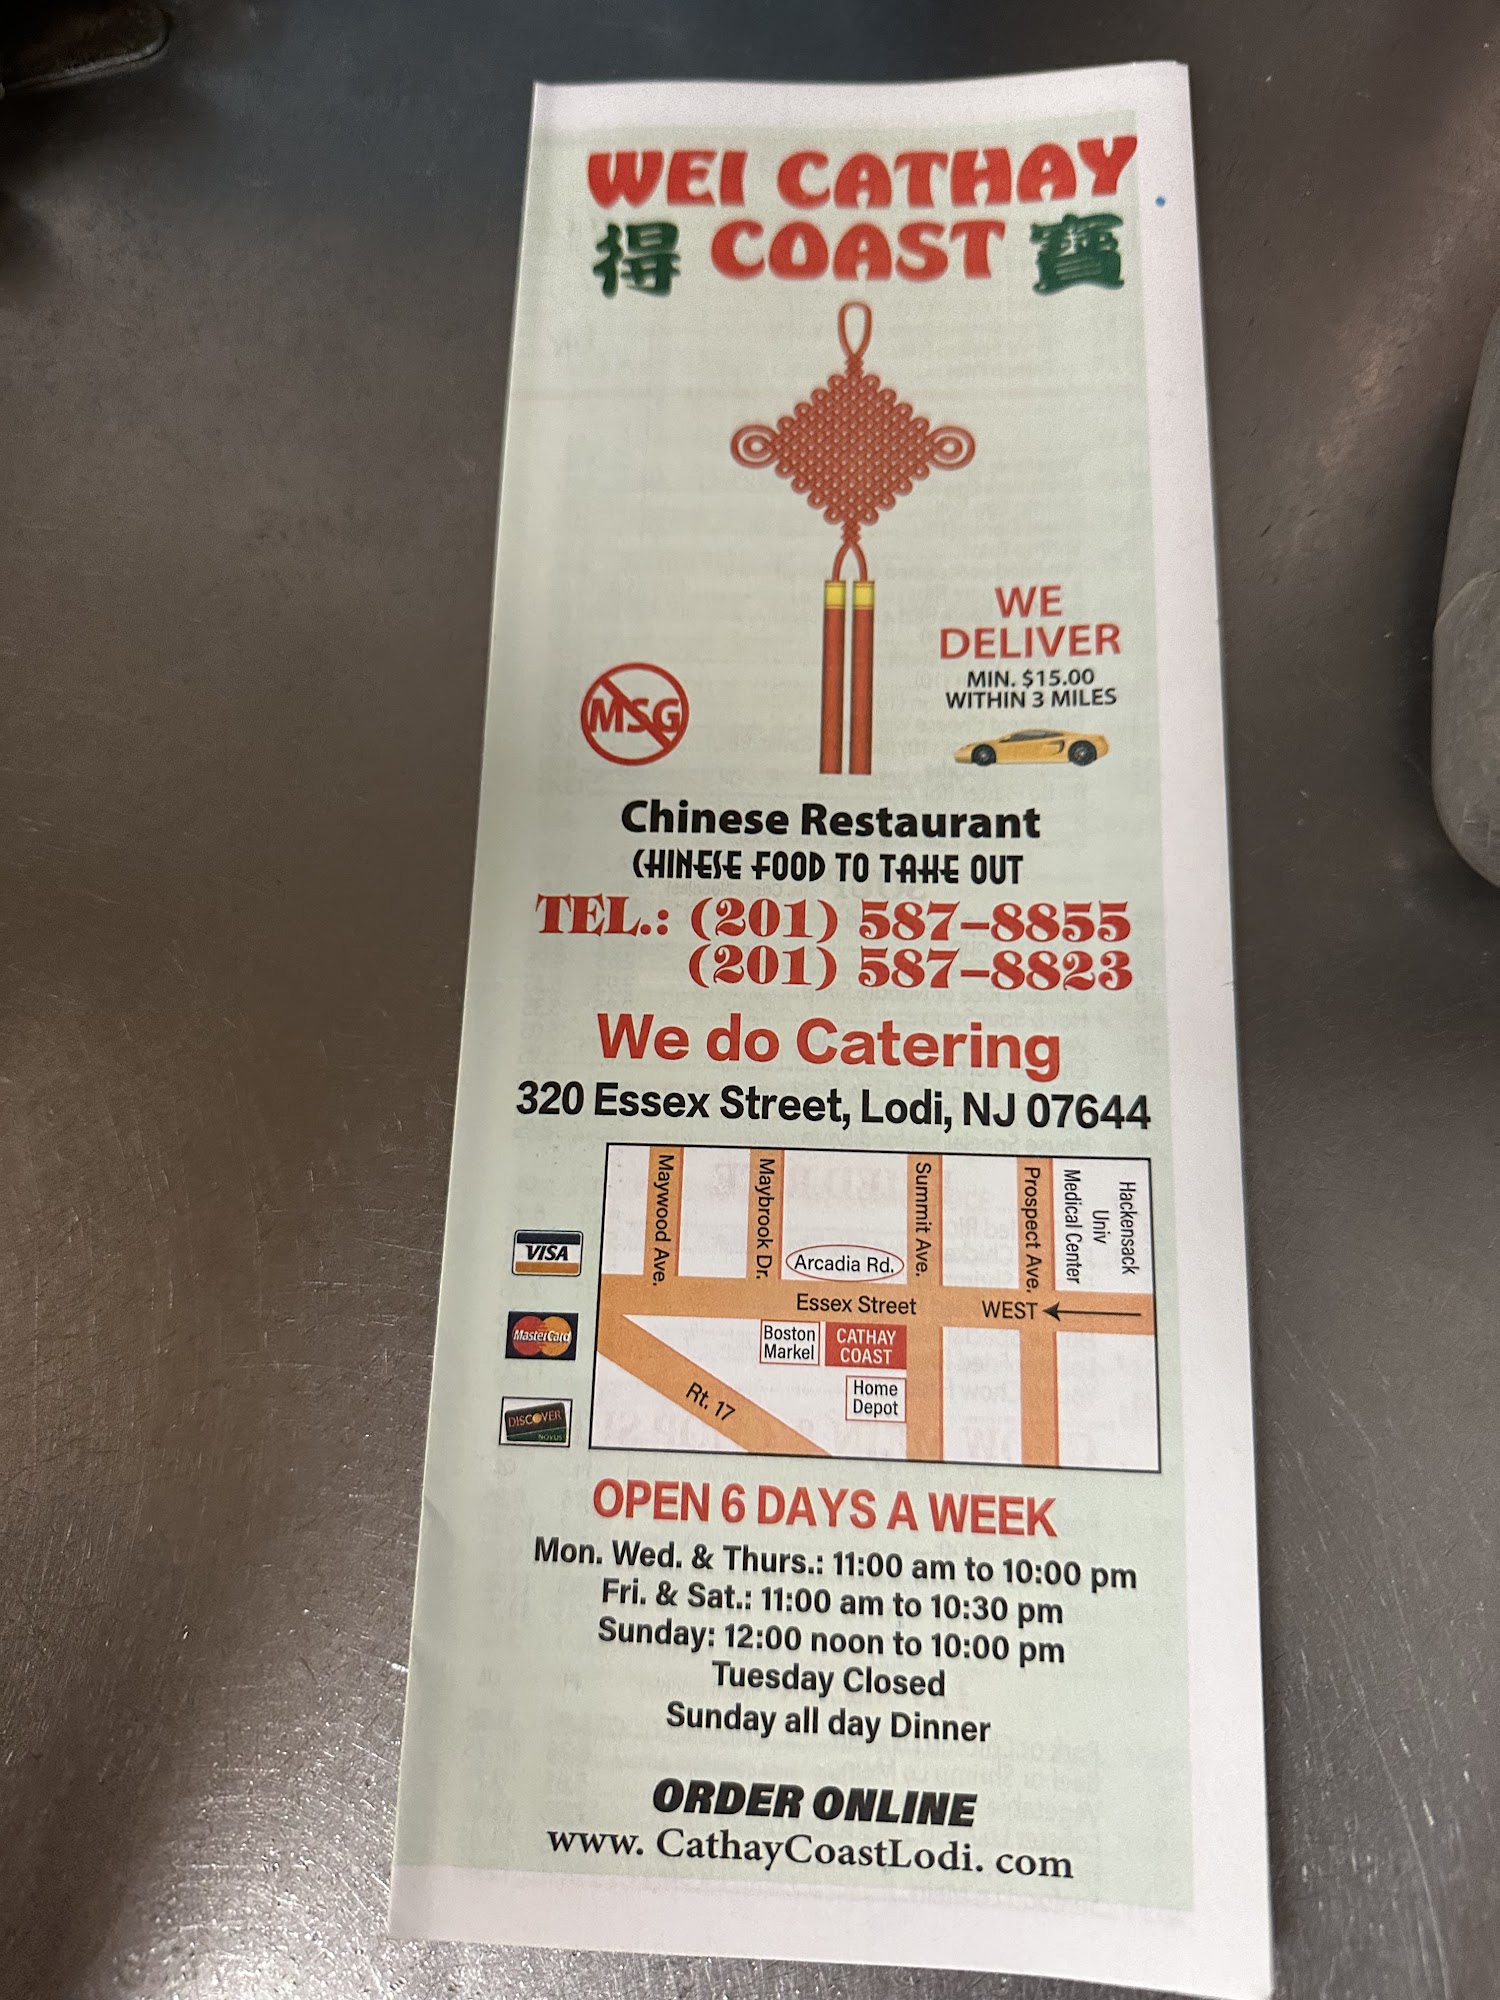 WEI CATHAY
得 COAST 寶
WE
DELIVER
MIN. $15.00
WITHIN 3 MILES
MSG
Chinese Restaurant
CHINESE FOOD TO TAKE OUT
TEL.: (201) 587-8855
(201) 587-8823
We do Catering
320 Essex Street, Lodi, NJ 07644
Maywood Ave.
Maybrook Dr.
Summit Ave.
Prospect Ave.
Hackensack
Univ
Medical Center
Arcadia Rd.
Essex Street
WEST
Boston
Markel
CATHAY
COAST
Home
Depot
Rt. 17
VISA
MasterCard
DISCOVER
NOVUS
OPEN 6 DAYS A WEEK
Mon. Wed. & Thurs.: 11:00 am to 10:00 pm
Fri. & Sat.: 11:00 am to 10:30 pm
Sunday: 12:00 noon to 10:00 pm
Tuesday Closed
Sunday all day Dinner
ORDER ONLINE
www. CathayCoastLodi. com